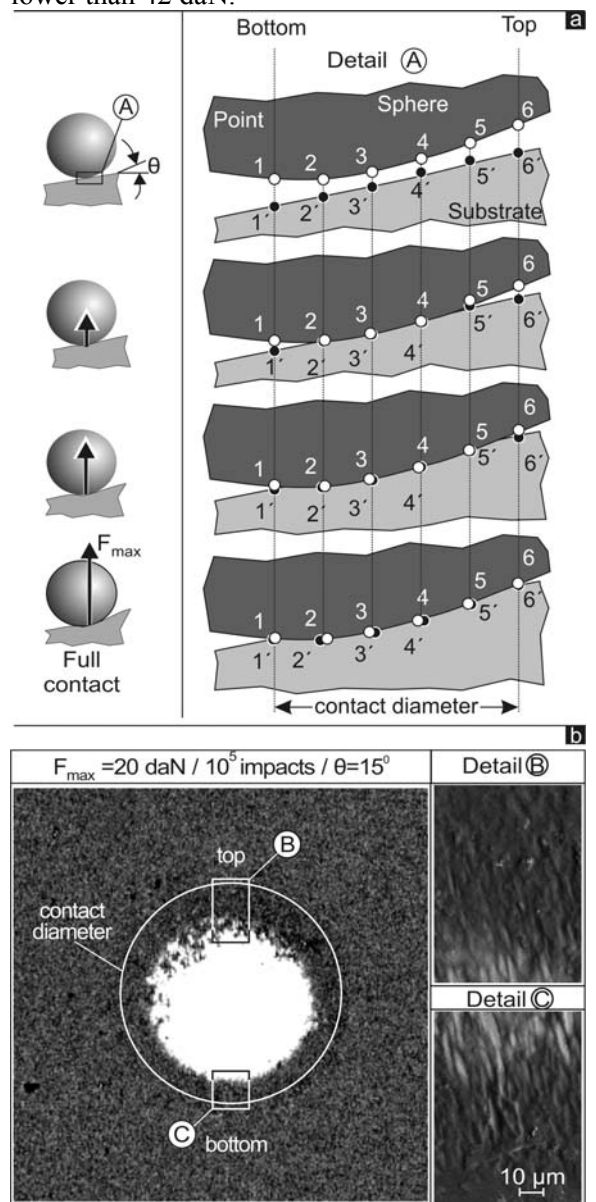 lower than 42 daN.
a
Bottom Top
Detail A
A
θ
Point Sphere
1 2 3 4 5 6
1´ 2´ 3´ 4´ 5´ 6´
Substrate
1 2 3 4 5 6
1´ 2´ 3´ 4´ 5´ 6´
1 2 3 4 5 6
1´ 2´ 3´ 4´ 5´ 6´
Fmax
1 2 3 4 5 6
1´ 2´ 3´ 4´ 5´ 6´
Full
contact
contact diameter
b
Fmax =20 daN / 10⁵ impacts / θ=15⁰
Detail B
top
B
contact
diameter
Detail C
C
bottom
10 µm